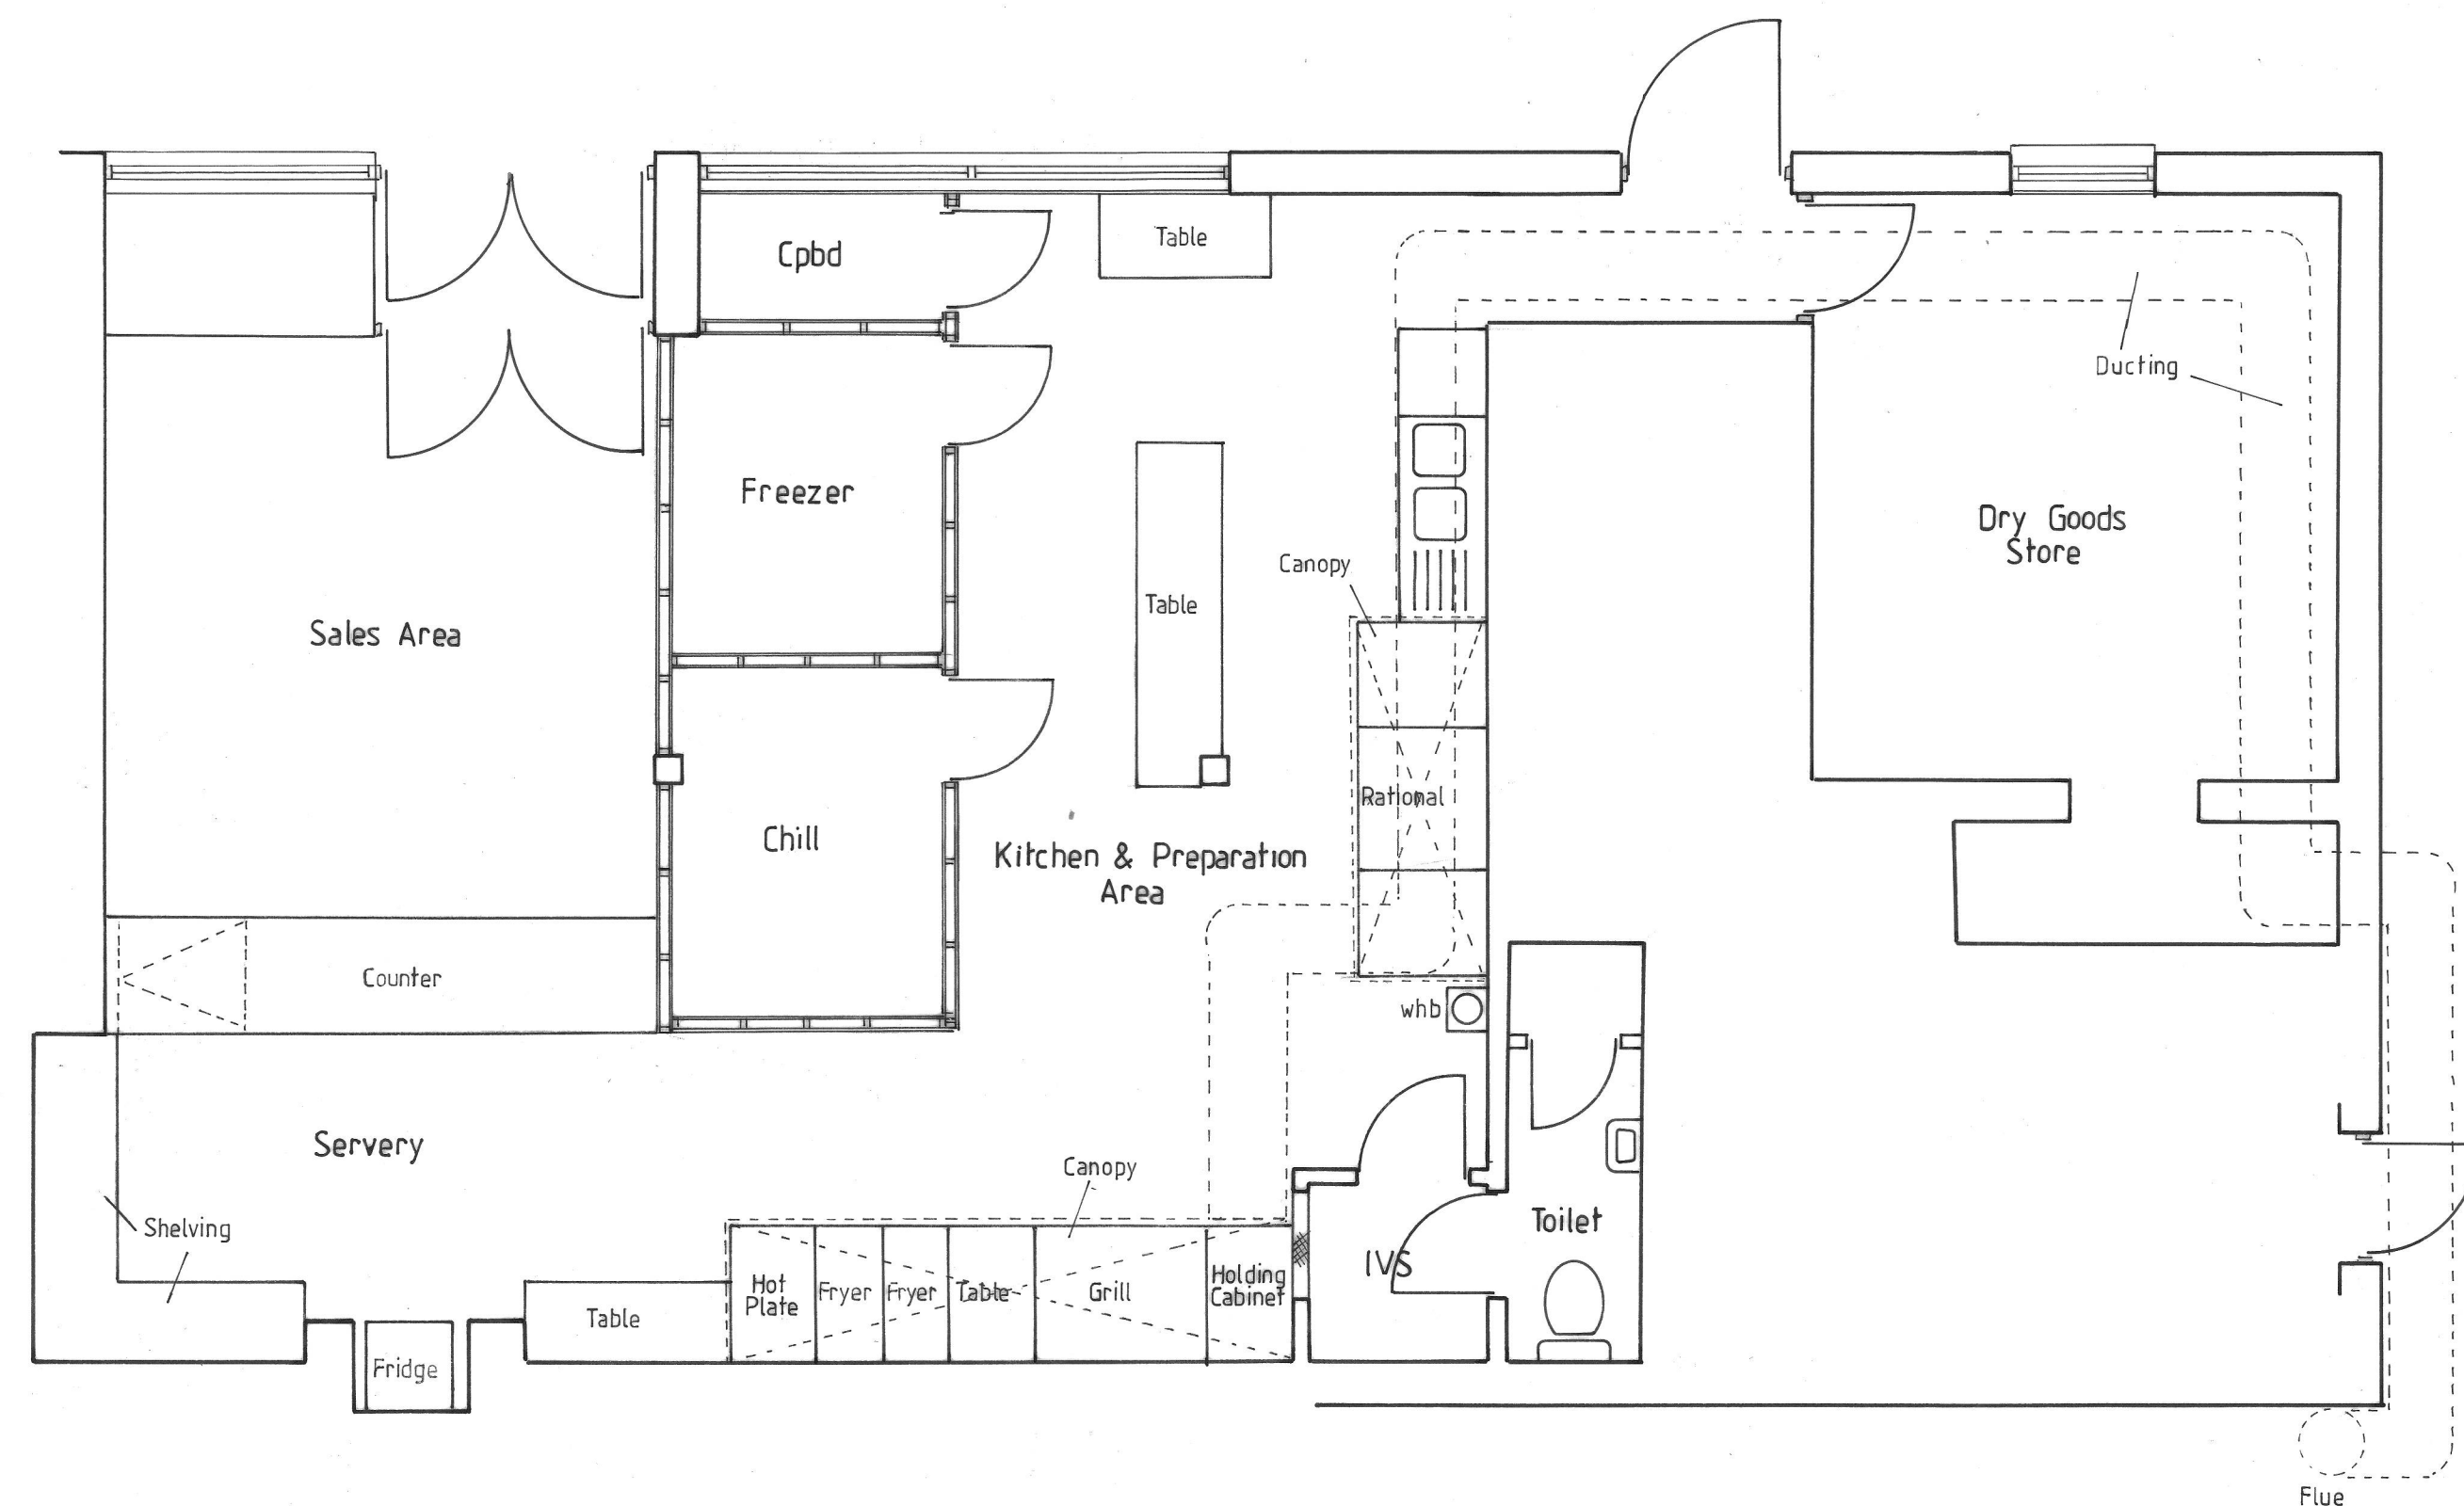 Cpbd
Table
Ducting
Freezer
Dry Goods
Store
Canopy
Table
Sales Area
Rational
Chill
Kitchen & Preparation
Area
Counter
whb
Servery
Canopy
Shelving
Toilet
IVS
Hot
Plate
Fryer
Fryer
Table
Grill
Holding
Cabinet
Table
Fridge
Flue